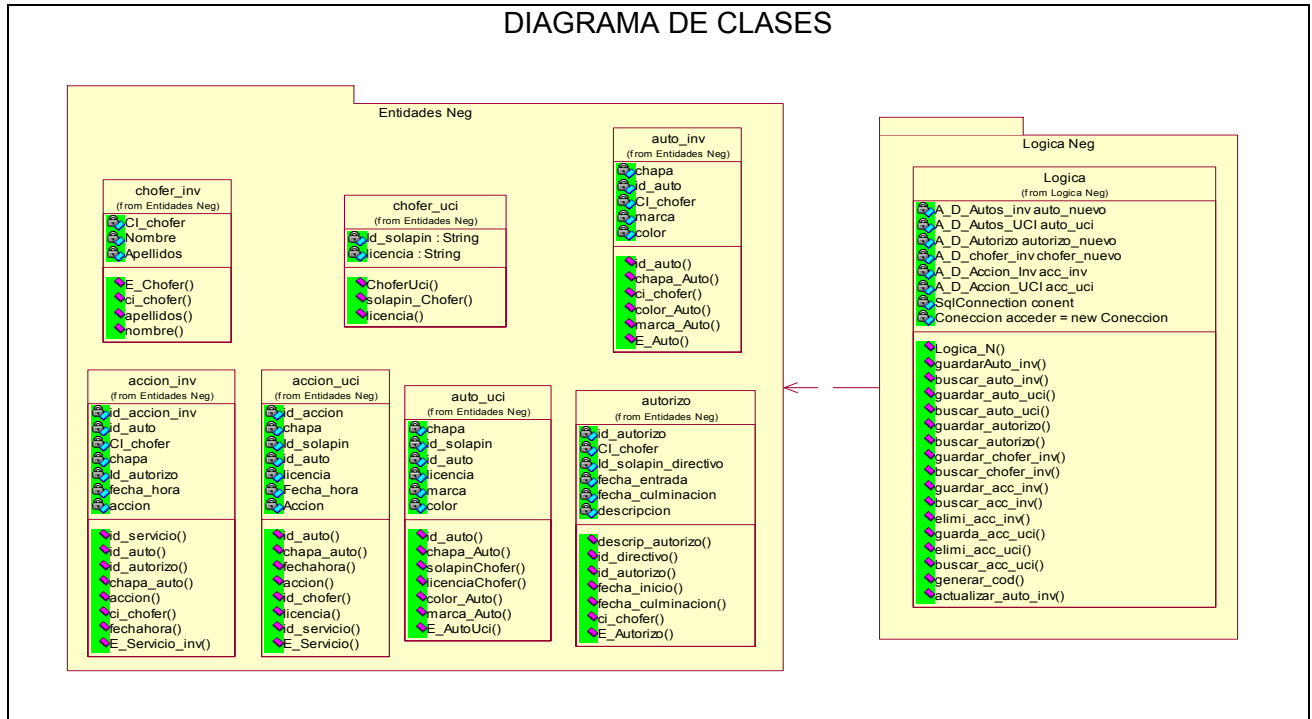 DIAGRAMA DE CLASES
Entidades Neg
chofer_inv
(from Entidades Neg)
CI_chofer
Nombre
Apellidos
E_Chofer()
ci_chofer()
apellidos()
nombre()
chofer_uci
(from Entidades Neg)
Id_solapin : String
licencia : String
ChoferUci()
solapin_Chofer()
licencia()
auto_inv
(from Entidades Neg)
chapa
id_auto
CI_chofer
marca
color
id_auto()
chapa_Auto()
ci_chofer()
color_Auto()
marca_Auto()
E_Auto()
accion_inv
(from Entidades Neg)
id_accion_inv
id_auto
CI_chofer
chapa
Id_autorizo
fecha_hora
accion
id_servicio()
id_auto()
id_autorizo()
chapa_auto()
accion()
ci_chofer()
fechahora()
E_Servicio_inv()
accion_uci
(from Entidades Neg)
id_accion
chapa
Id_solapin
id_auto
licencia
Fecha_hora
Accion
id_auto()
chapa_auto()
fechahora()
accion()
id_chofer()
licencia()
id_servicio()
E_Servicio()
auto_uci
(from Entidades Neg)
chapa
id_solapin
id_auto
licencia
marca
color
id_auto()
chapa_Auto()
solapinChofer()
licenciaChofer()
color_Auto()
marca_Auto()
E_AutoUci()
autorizo
(from Entidades Neg)
id_autorizo
CI_chofer
Id_solapin_directivo
fecha_entrada
fecha_culminacion
descripcion
descrip_autorizo()
id_directivo()
id_autorizo()
fecha_inicio()
fecha_culminacion()
ci_chofer()
E_Autorizo()
Logica Neg
Logica
(from Logica Neg)
A_D_Autos_inv auto_nuevo
A_D_Autos_UCI auto_uci
A_D_Autorizo autorizo_nuevo
A_D_chofer_inv chofer_nuevo
A_D_Accion_Inv acc_inv
A_D_Accion_UCI acc_uci
SqlConnection conent
Coneccion acceder = new Coneccion
Logica_N()
guardarAuto_inv()
buscar_auto_inv()
guardar_auto_uci()
buscar_auto_uci()
guardar_autorizo()
buscar_autorizo()
guardar_chofer_inv()
buscar_chofer_inv()
guardar_acc_inv()
buscar_acc_inv()
elimi_acc_inv()
guarda_acc_uci()
elimi_acc_uci()
buscar_acc_uci()
generar_cod()
actualizar_auto_inv()